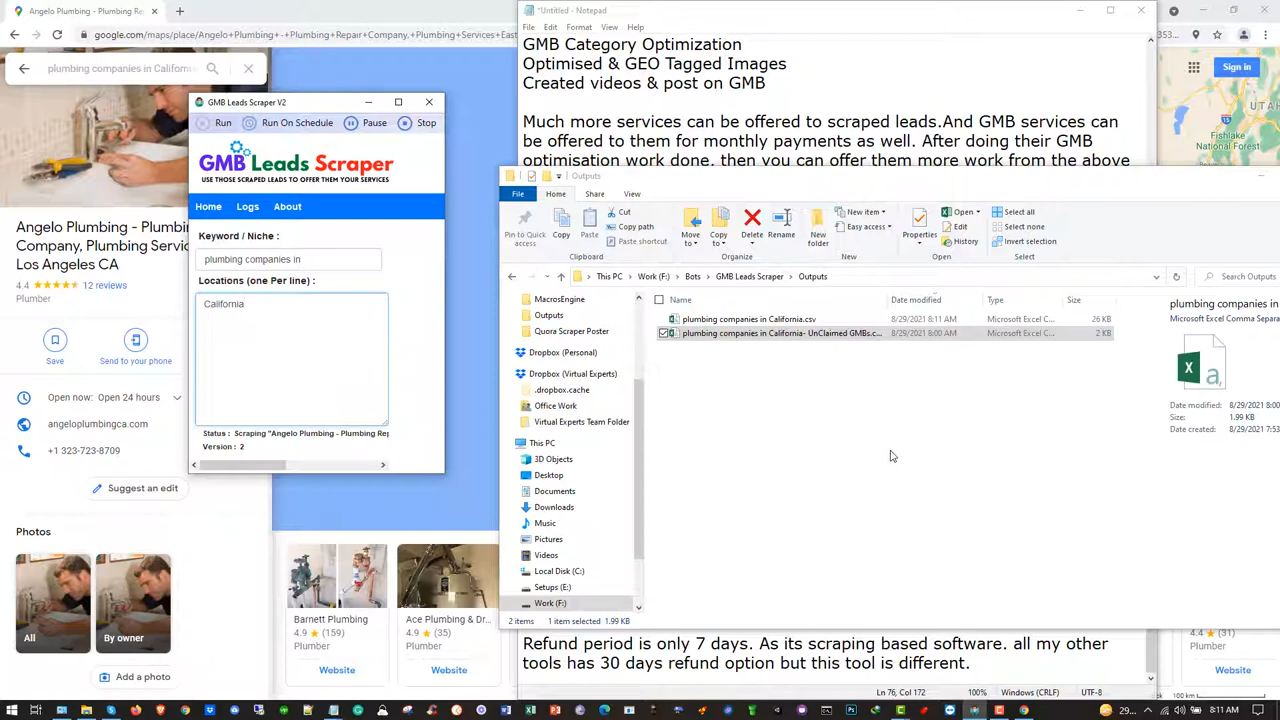 Angelo Plumbing - Plumbing Re
google.com/maps/place/Angelo+Plumbing+-+Plumbing+Repair+Company,+Plumbing+Services+East
plumbing companies in California
Angelo Plumbing - Plumbin
Company, Plumbing Service
Los Angeles CA
4.4
12 reviews
Plumber
Save
Send to your phone
Open now: Open 24 hours
angeloplumbingca.com
+1 323-723-8709
Suggest an edit
Photos
All
By owner
Add a photo
Barnett Plumbing
4.9 (159)
Plumber
Website
Ace Plumbing & Dr...
4.9 (35)
Plumber
Website
GMB Leads Scraper V2
Run
Run On Schedule
Pause
Stop
GMB Leads Scraper
USE THOSE SCRAPED LEADS TO OFFER THEM YOUR SERVICES
Home
Logs
About
Keyword / Niche :
plumbing companies in
Locations (one Per line) :
California
Status : Scraping "Angelo Plumbing - Plumbing Rep
Version : 2
*Untitled - Notepad
File Edit Format View Help
GMB Category Optimization
Optimised & GEO Tagged Images
Created videos & post on GMB
Much more services can be offered to scraped leads.And GMB services can
be offered to them for monthly payments as well. After doing their GMB
optimisation work done, then you can offer them more work from the above
Outputs
File
Home
Share
View
Pin to Quick
access
Copy
Paste
Cut
Copy path
Paste shortcut
Clipboard
Move
to
Copy
to
Delete
Rename
Organize
New
folder
New item
Easy access
New
Properties
Open
Edit
History
Open
Select all
Select none
Invert selection
Select
This PC > Work (F:) > Bots > GMB Leads Scraper > Outputs
Search Outputs
MacrosEngine
Outputs
Quora Scraper Poster
Dropbox (Personal)
Dropbox (Virtual Experts)
.dropbox.cache
Office Work
Virtual Experts Team Folder
This PC
3D Objects
Desktop
Documents
Downloads
Music
Pictures
Videos
Local Disk (C:)
Setups (E:)
Work (F:)
Name
Date modified
Type
Size
plumbing companies in California.csv
8/29/2021 8:11 AM
Microsoft Excel C...
26 KB
plumbing companies in California- UnClaimed GMBs.c...
8/29/2021 8:00 AM
Microsoft Excel C...
2 KB
plumbing companies in
Microsoft Excel Comma Separa
Date modified: 8/29/2021 8:00
Size: 1.99 KB
Date created: 8/29/2021 7:53
2 items
1 item selected 1.99 KB
Refund period is only 7 days. As its scraping based software. all my other
tools has 30 days refund option but this tool is different.
Ln 76, Col 172
100%
Windows (CRLF)
UTF-8
353...
Sign in
UTA
Fishlake
National Forest
4.4 (31)
Plumber
Website
100 km
29...
8:11 AM